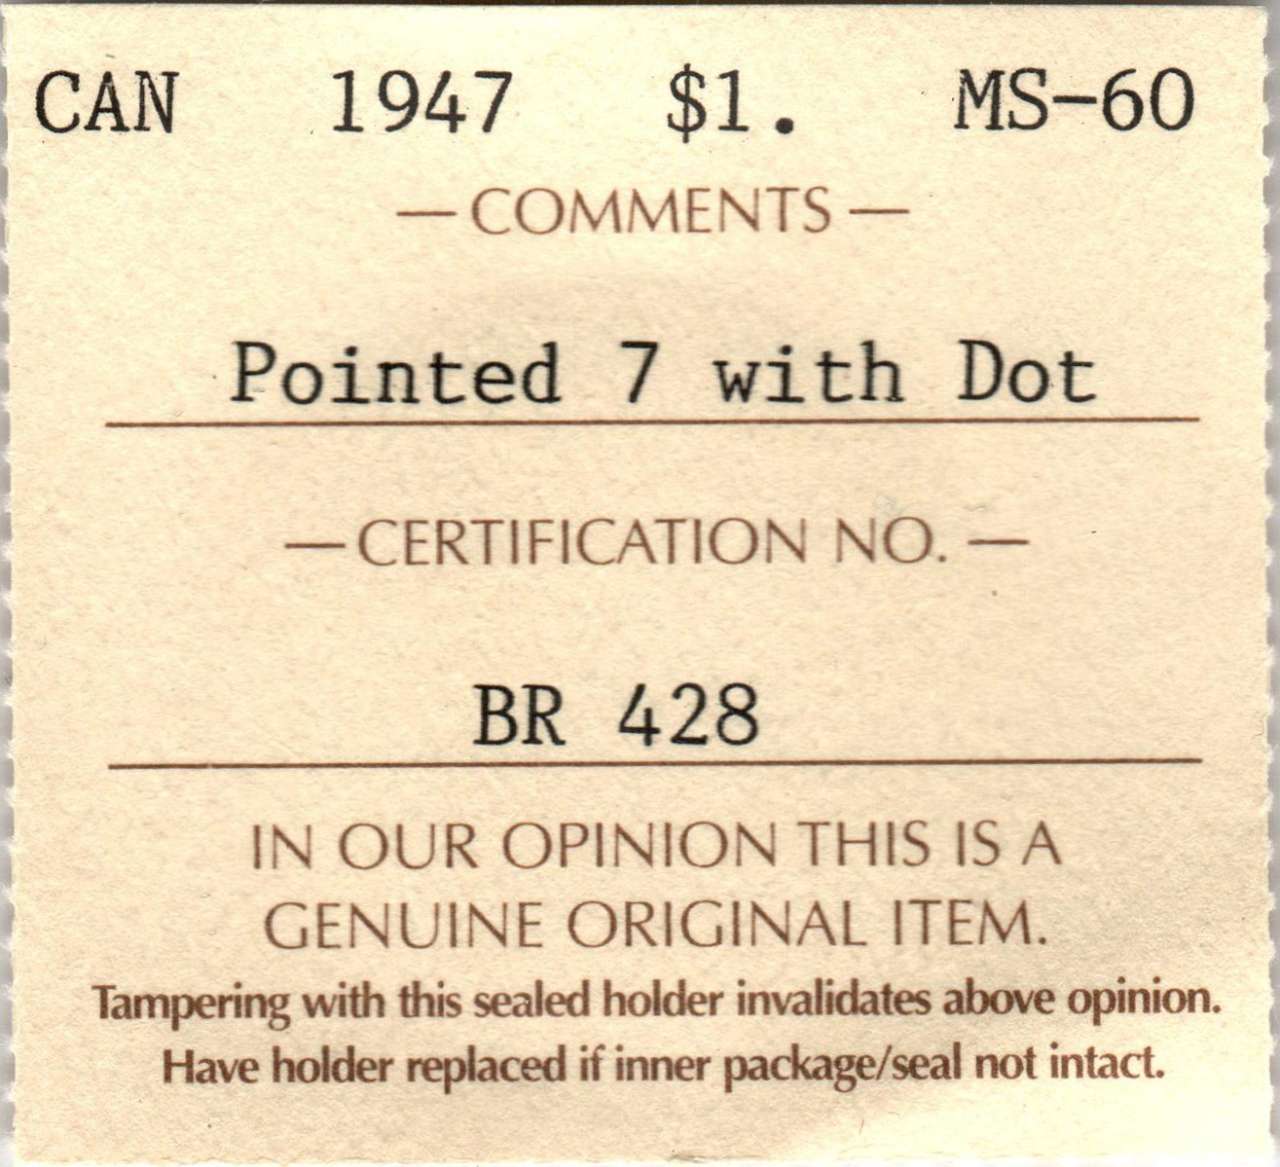 CAN 1947 $1. MS-60
— COMMENTS —
Pointed 7 with Dot
— CERTIFICATION NO. —
BR 428
IN OUR OPINION THIS IS A
GENUINE ORIGINAL ITEM.
Tampering with this sealed holder invalidates above opinion.
Have holder replaced if inner package/seal not intact.